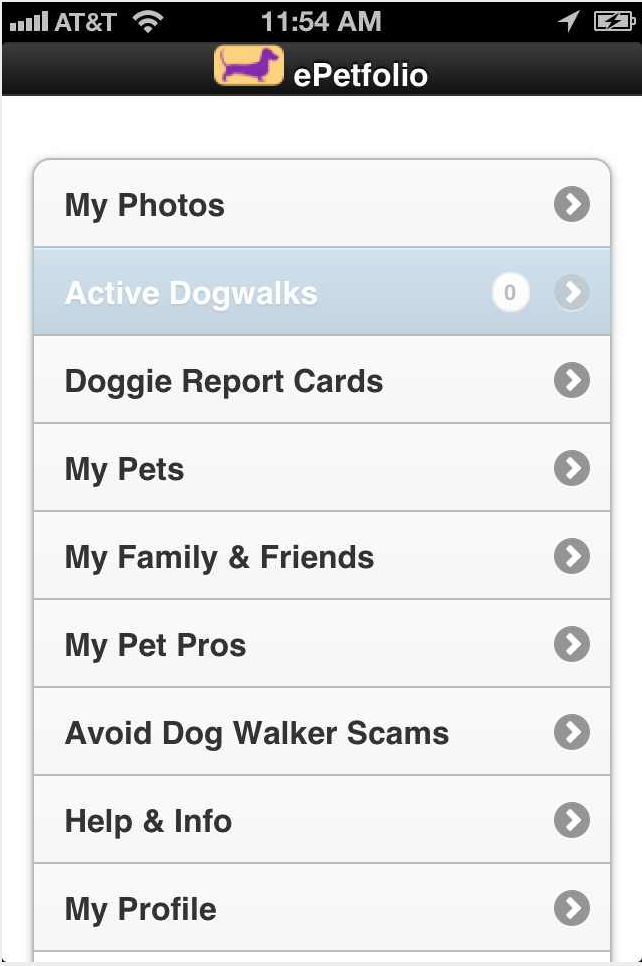 AT&T 11:54 AM
ePetfolio
My Photos
Active Dogwalks 0
Doggie Report Cards
My Pets
My Family & Friends
My Pet Pros
Avoid Dog Walker Scams
Help & Info
My Profile